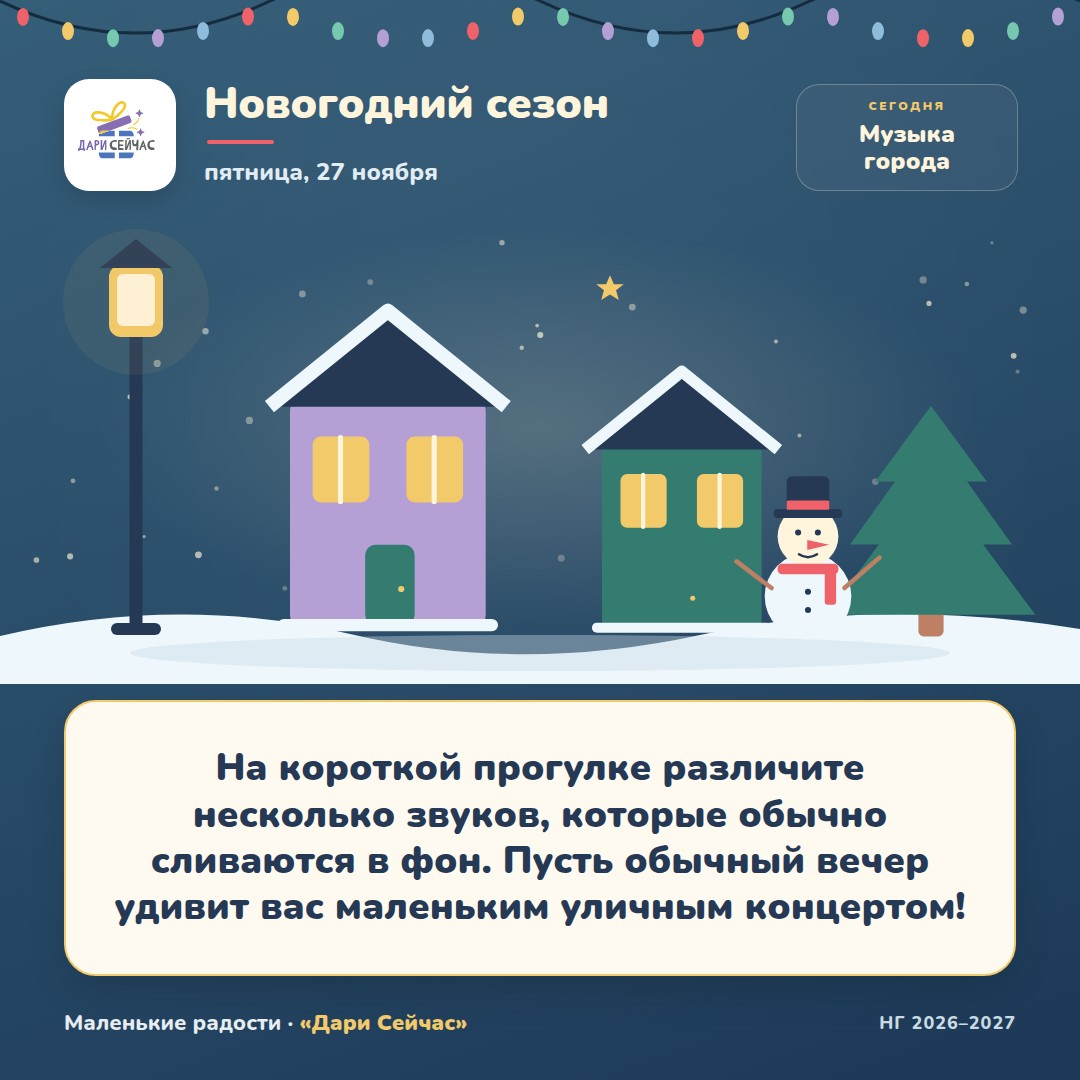 ДАРИ СЕЙЧАС
Новогодний сезон
пятница, 27 ноября
СЕГОДНЯ
Музыка
города
На короткой прогулке различите
несколько звуков, которые обычно
сливаются в фон. Пусть обычный вечер
удивит вас маленьким уличным концертом!
Маленькие радости · «Дари Сейчас»
НГ 2026–2027